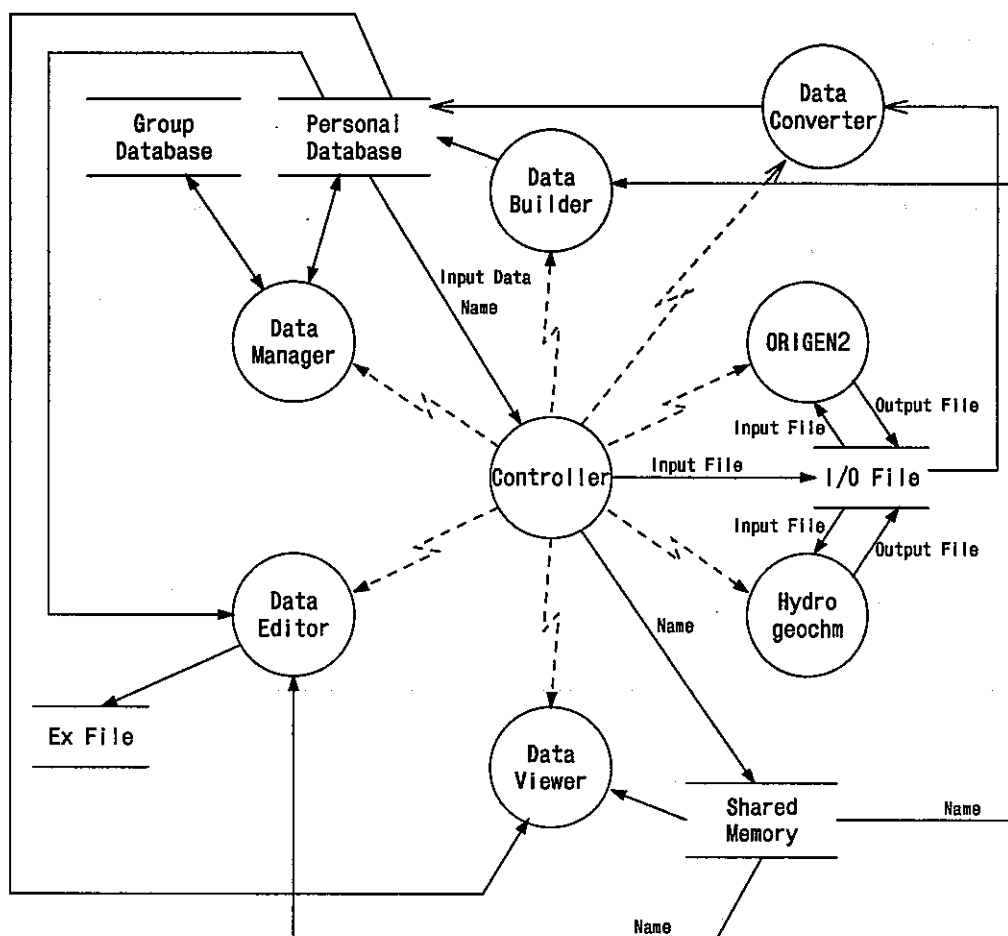 Data
Converter
Group
Database
Personal
Database
Data
Builder
Input Data
Name
Data
Manager
ORIGEN2
Output File
Input File
Controller
Input File
I/O File
Input File
Output File
Data
Editor
Hydro
geochm
Name
Ex File
Data
Viewer
Shared
Memory
Name
Name